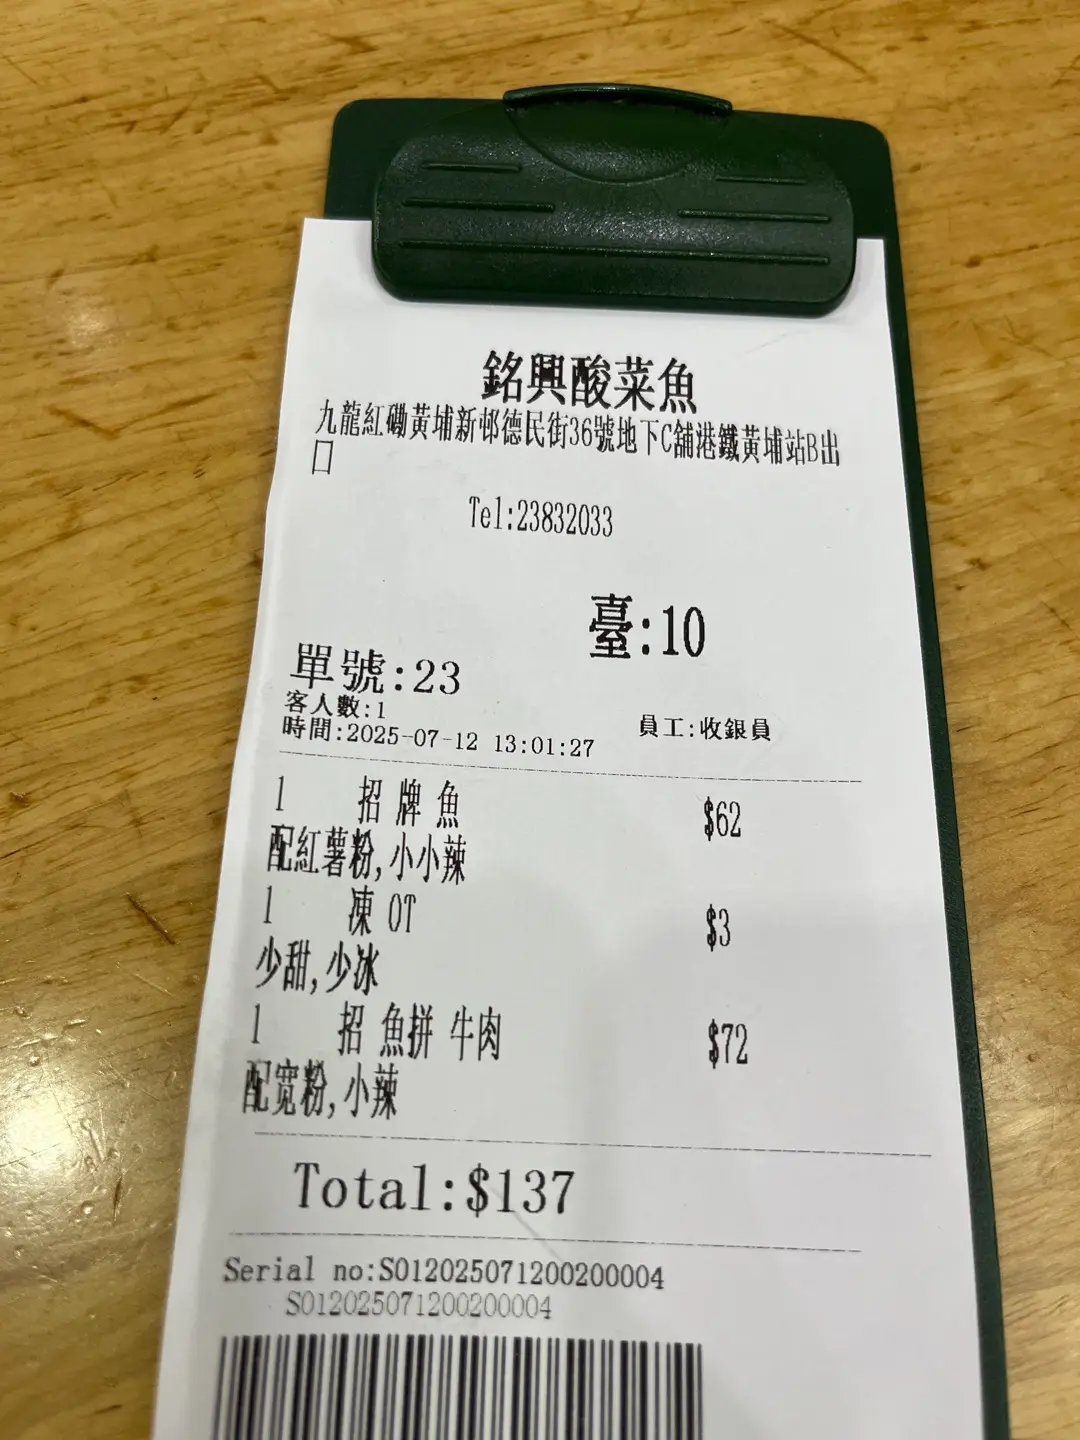 銘興酸菜魚
九龍紅磡黃埔新邨德民街36號地下C舖港鐵黃埔站B出
口
Tel:23832033
臺:10
單號:23
客人數:1
時間:2025-07-12 13:01:27 員工:收銀員
1 招 牌 魚 $62
配紅薯粉,小小辣
1 凍 OT $3
少甜,少冰
1 招 魚拼 牛肉 $72
配宽粉,小辣
Total:$137
Serial no:S012025071200200004
S012025071200200004